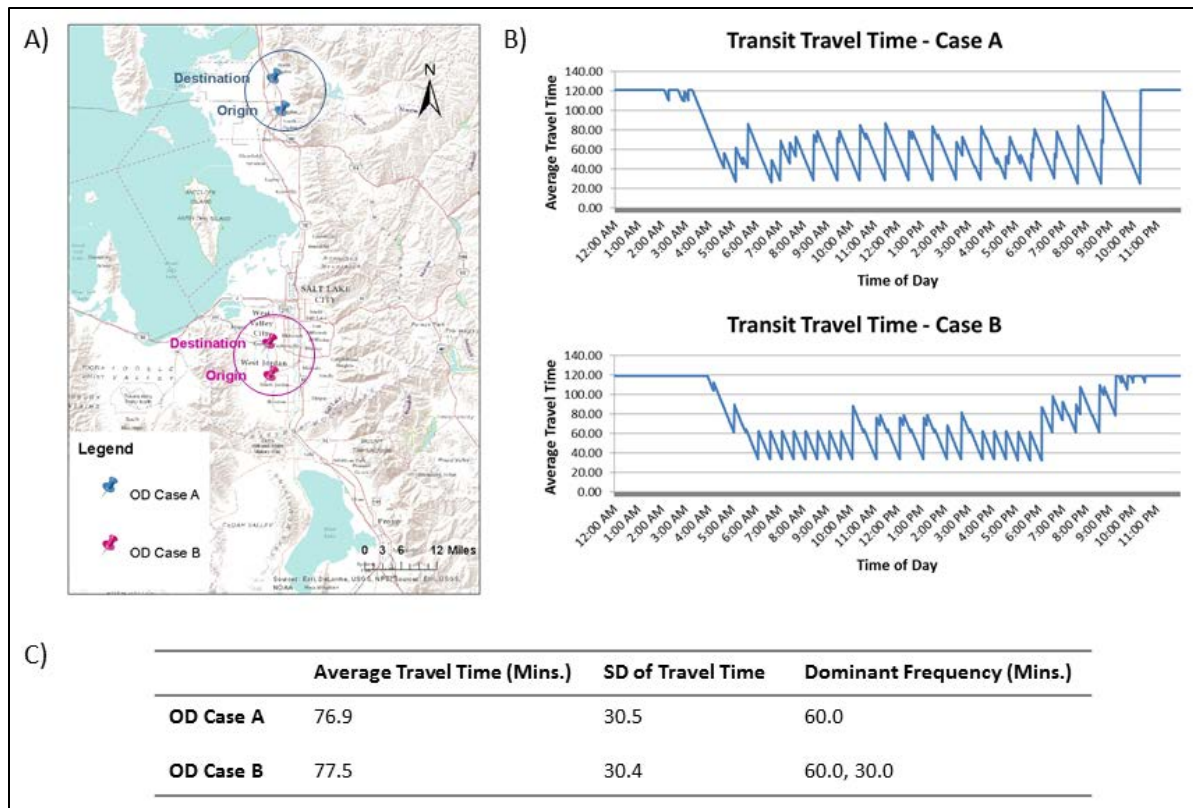 A)
Destination
Origin
N
ANTELOPE
ISLAND
SALT LAKE
CITY
West
Valley
City
Destination
West Jordan
Origin
Legend
OD Case A
OD Case B
Provo
0 3 6 12 Miles
B)
Transit Travel Time - Case A
Average Travel Time
140.00
120.00
100.00
80.00
60.00
40.00
20.00
0.00
12:00 AM
1:00 AM
2:00 AM
3:00 AM
4:00 AM
5:00 AM
6:00 AM
7:00 AM
8:00 AM
9:00 AM
10:00 AM
11:00 AM
12:00 PM
1:00 PM
2:00 PM
3:00 PM
4:00 PM
5:00 PM
6:00 PM
7:00 PM
8:00 PM
9:00 PM
10:00 PM
11:00 PM
Time of Day
Transit Travel Time - Case B
Average Travel Time
140.00
120.00
100.00
80.00
60.00
40.00
20.00
0.00
12:00 AM
1:00 AM
2:00 AM
3:00 AM
4:00 AM
5:00 AM
6:00 AM
7:00 AM
8:00 AM
9:00 AM
10:00 AM
11:00 AM
12:00 PM
1:00 PM
2:00 PM
3:00 PM
4:00 PM
5:00 PM
6:00 PM
7:00 PM
8:00 PM
9:00 PM
10:00 PM
11:00 PM
Time of Day
C)
Average Travel Time (Mins.) SD of Travel Time Dominant Frequency (Mins.)
OD Case A 76.9 30.5 60.0
OD Case B 77.5 30.4 60.0, 30.0